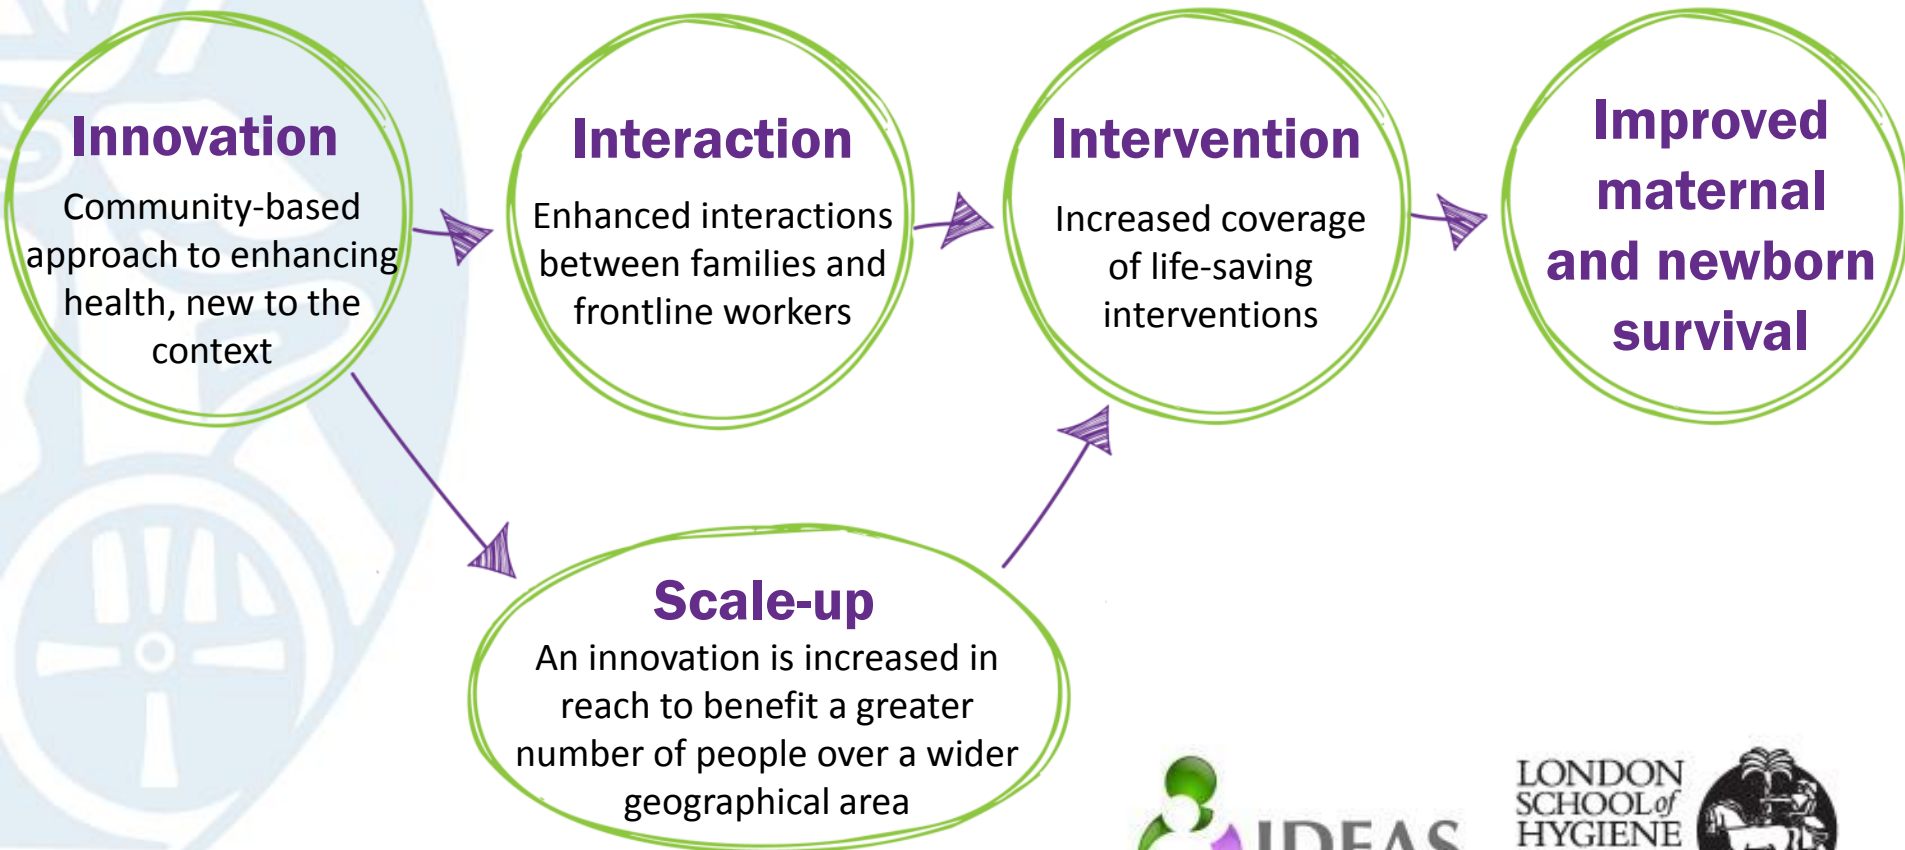 Innovation
Community-based
approach to enhancing
health, new to the
context
Interaction
Enhanced interactions
between families and
frontline workers
Intervention
Increased coverage
of life-saving
interventions
Improved
maternal
and newborn
survival
Scale-up
An innovation is increased in
reach to benefit a greater
number of people over a wider
geographical area
IDEAS
LONDON
SCHOOL of
HYGIENE